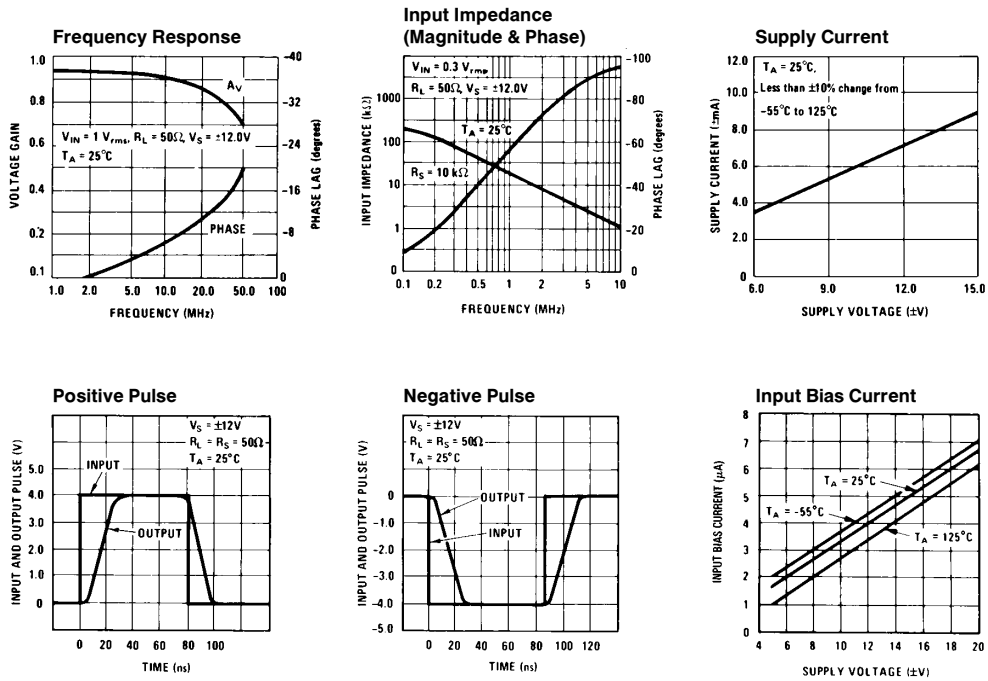 Frequency Response
1.0
0.8
0.6
0.4
0.2
0.1
VOLTAGE GAIN
-40
-32
-24
-16
-8
0
PHASE LAG (degrees)
AV
VIN = 1 Vrms, RL = 50Ω, VS = ±12.0V
TA = 25°C
PHASE
1.0 2.0 5.0 10.0 20.0 50.0 100
FREQUENCY (MHz)
Input Impedance
(Magnitude & Phase)
1000
100
10
1
0
INPUT IMPEDANCE (kΩ)
-100
-80
-60
-40
-20
0
PHASE LAG (degrees)
VIN = 0.3 Vrms
RL = 50Ω, VS = ±12.0V
TA = 25°C
RS = 10 kΩ
0.1 0.2 0.5 1 2 5 10
FREQUENCY (MHz)
Supply Current
12.0
10.0
8.0
6.0
4.0
2.0
0
SUPPLY CURRENT (±mA)
TA = 25°C,
Less than ±10% change from
-55°C to 125°C
6.0 9.0 12.0 15.0
SUPPLY VOLTAGE (±V)
Positive Pulse
VS = ±12V
RL = RS = 50Ω
TA = 25°C
INPUT
OUTPUT
5.0
4.0
3.0
2.0
1.0
0
INPUT AND OUTPUT PULSE (V)
0 20 40 60 80 100
TIME (ns)
Negative Pulse
VS = ±12V
RL = RS = 50Ω
TA = 25°C
OUTPUT
INPUT
0
-1.0
-2.0
-3.0
-4.0
-5.0
INPUT AND OUTPUT PULSE (V)
0 20 40 60 80 100 120
TIME (ns)
Input Bias Current
8
7
6
5
4
3
2
1
0
INPUT BIAS CURRENT (μA)
TA = 25°C
TA = -55°C
TA = 125°C
4 6 8 10 12 14 16 18 20
SUPPLY VOLTAGE (±V)